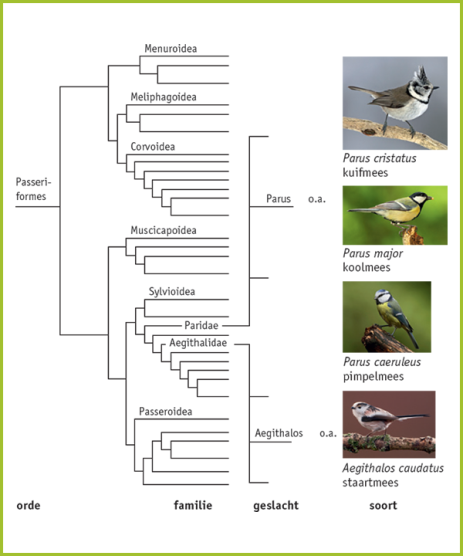 Menuroidea
Meliphagoidea
Corvoidea
Passeri-
formes
Muscicapoidea
Sylvioidea
Paridae
Aegithalidae
Passeroidea
Parus
o.a.
Aegithalos
o.a.
Parus cristatus
kuifmees
Parus major
koolmees
Parus caeruleus
pimpelmees
Aegithalos caudatus
staartmees
orde
familie
geslacht
soort